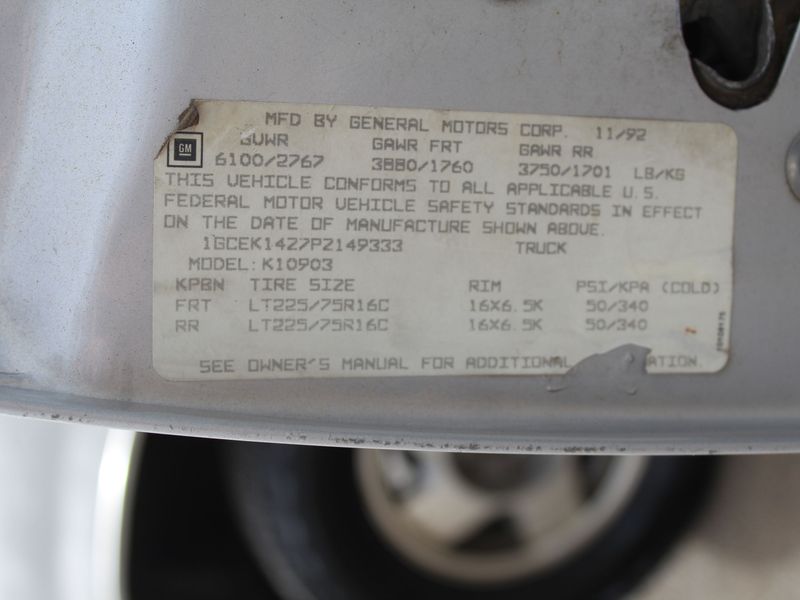 MFD BY GENERAL MOTORS CORP. 11/92
GM
GVWR GAWR FRT GAWR RR
6100/2767 3880/1760 3750/1701 LB/KG
THIS VEHICLE CONFORMS TO ALL APPLICABLE U.S.
FEDERAL MOTOR VEHICLE SAFETY STANDARDS IN EFFECT
ON THE DATE OF MANUFACTURE SHOWN ABOVE.
1GCEK1427P2149333 TRUCK
MODEL: K10903
KPBN TIRE SIZE RIM PSI/KPA (COLD)
FRT LT225/75R16C 16X6.5K 50/340
RR LT225/75R16C 16X6.5K 50/340
SEE OWNER'S MANUAL FOR ADDITIONAL ATION.